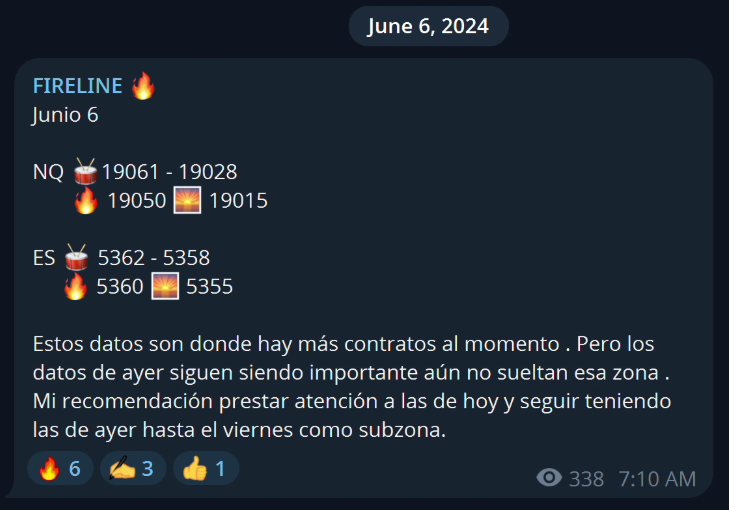 June 6, 2024
FIRELINE 🔥
Junio 6
NQ 🥁 19061 - 19028
🔥 19050 🌅 19015
ES 🥁 5362 - 5358
🔥 5360 🌅 5355
Estos datos son donde hay más contratos al momento . Pero los
datos de ayer siguen siendo importante aún no sueltan esa zona .
Mi recomendación prestar atención a las de hoy y seguir teniendo
las de ayer hasta el viernes como subzona.
🔥 6 ✍️ 3 👍 1 338 7:10 AM